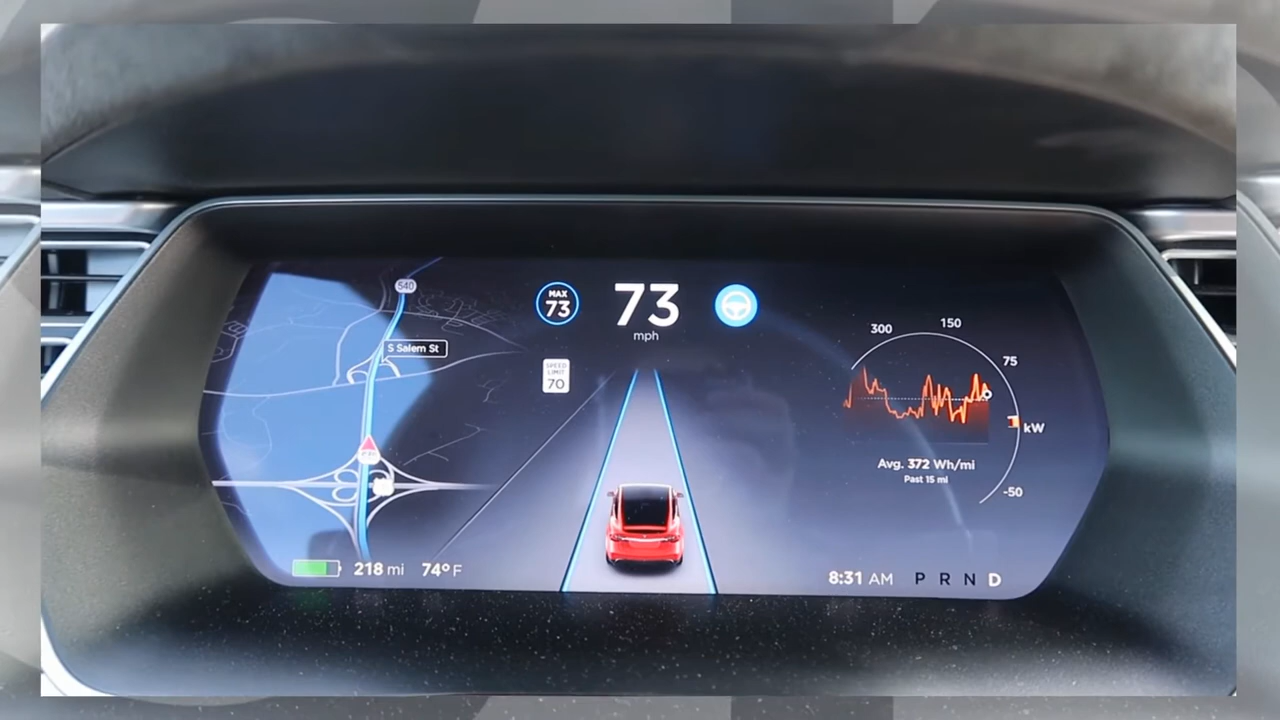 540
S Salem St
218 mi
74° F
MAX
73
73
mph
SPEED
LIMIT
70
300
150
75
kW
-50
Avg. 372 Wh/mi
Past 15 mi
8:31 AM
P R N D